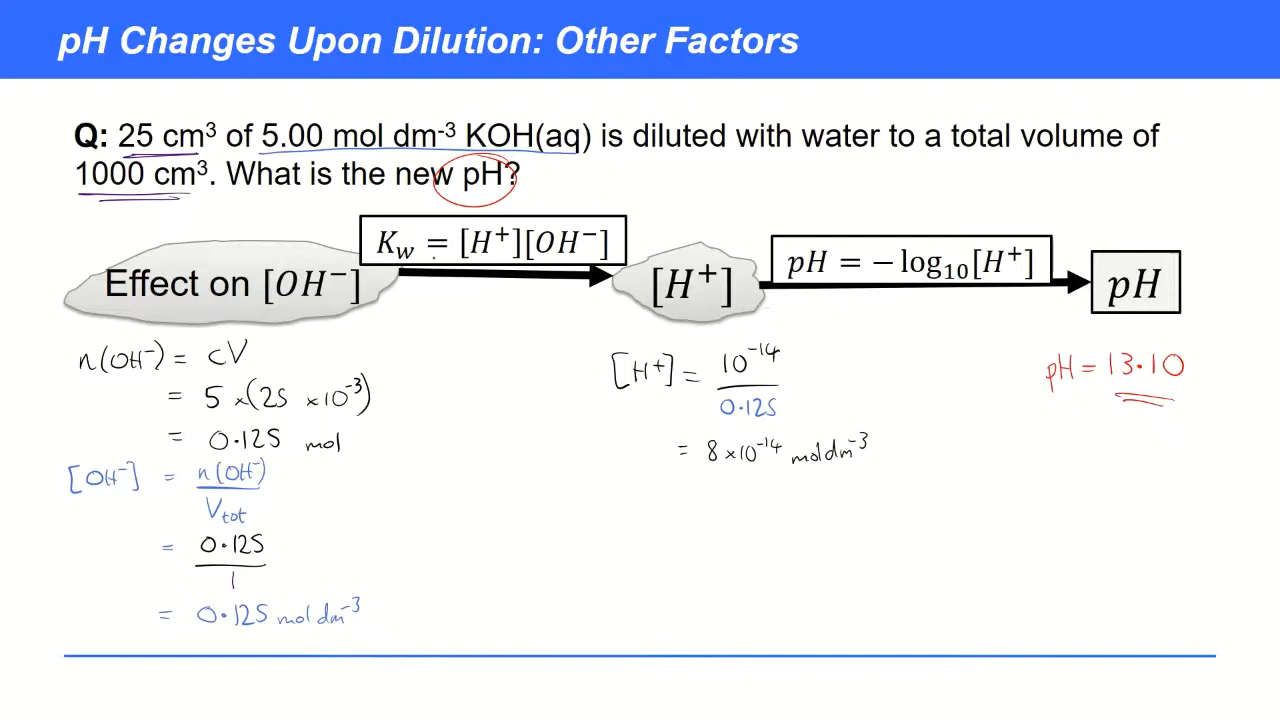 pH Changes Upon Dilution: Other Factors
Q: 25 cm³ of 5.00 mol dm⁻³ KOH(aq) is diluted with water to a total volume of
1000 cm³. What is the new pH?
Effect on [OH⁻]
K_w = [H⁺][OH⁻]
[H⁺]
pH = −log₁₀[H⁺]
pH
n(OH⁻) = cV
= 5 × (25 × 10⁻³)
= 0.125 mol
[OH⁻] = n(OH⁻)
V_tot
= 0.125
1
= 0.125 mol dm⁻³
[H⁺] = 10⁻¹⁴
0.125
= 8 × 10⁻¹⁴ mol dm⁻³
pH = 13.10